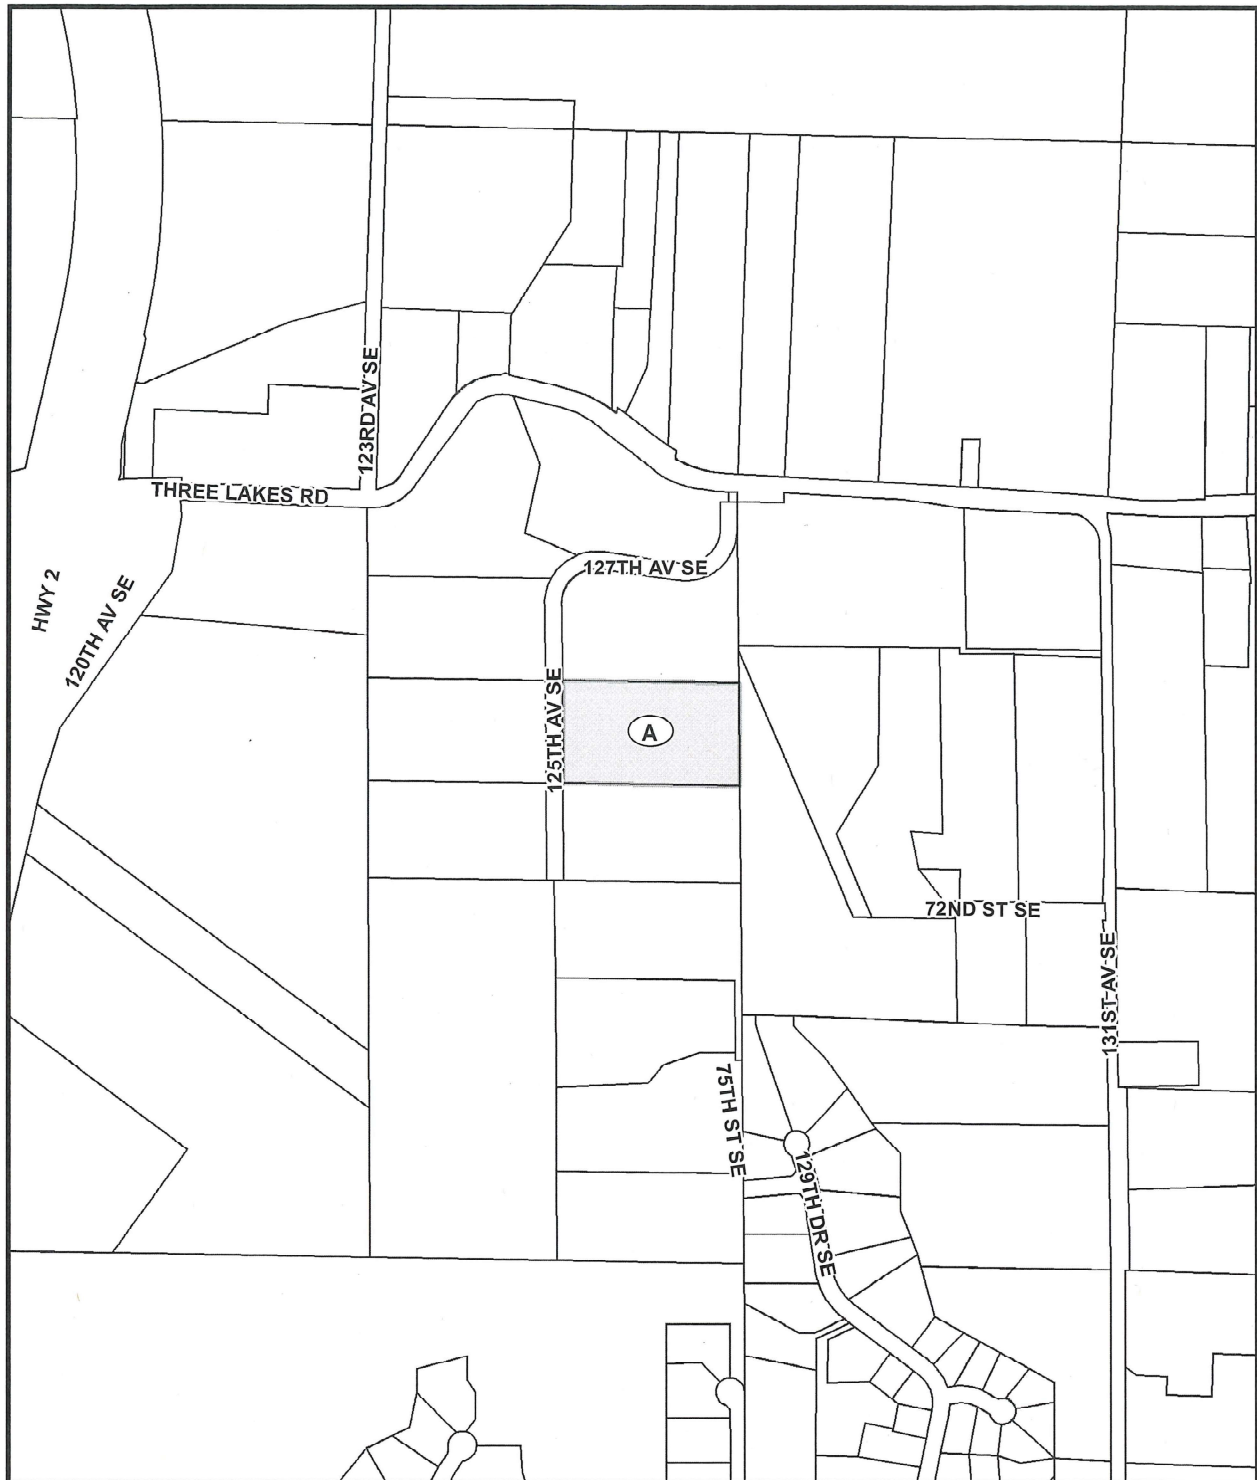 123RD AV SE
THREE LAKES RD
127TH AV SE
HWY 2
120TH AV SE
125TH AV SE
A
72ND ST SE
131ST AV SE
75TH ST SE
129TH DR SE